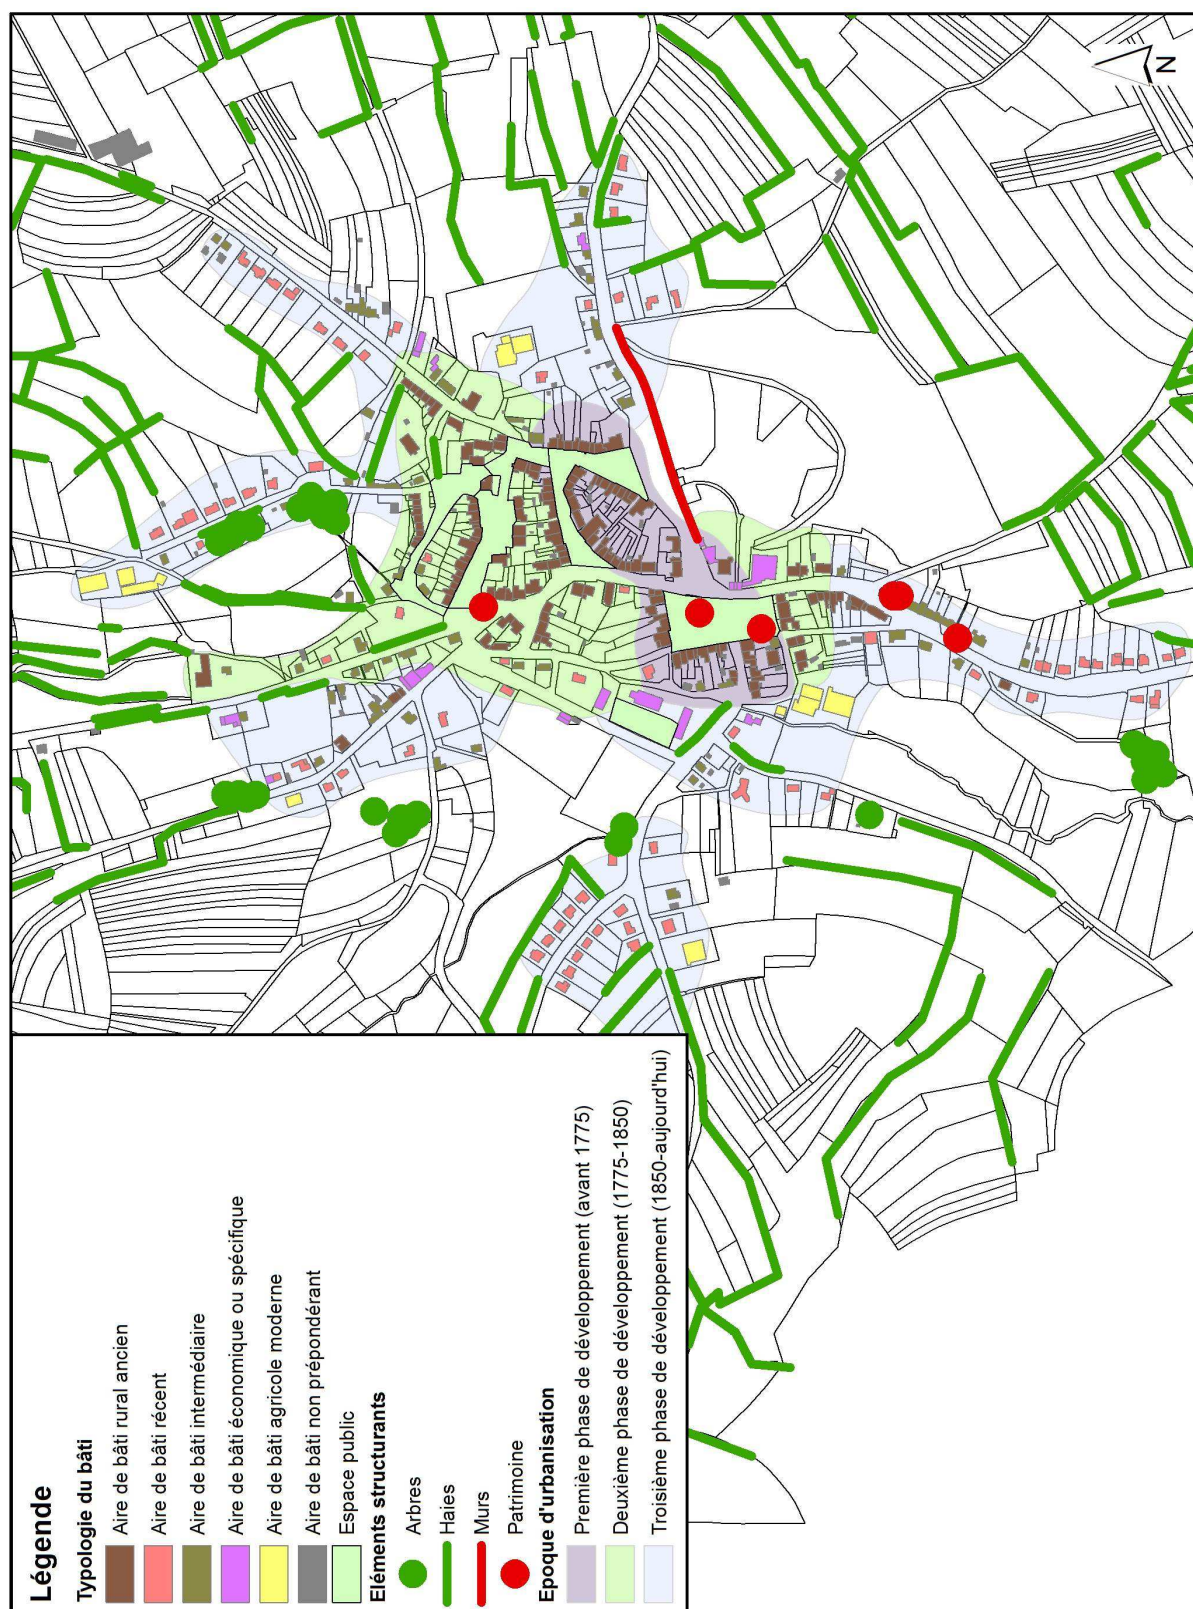 Légende
Typologie du bâti
Aire de bâti rural ancien
Aire de bâti récent
Aire de bâti intermédiaire
Aire de bâti économique ou spécifique
Aire de bâti agricole moderne
Aire de bâti non prépondérant
Espace public
Eléments structurants
Arbres
Haies
Murs
Patrimoine
Epoque d'urbanisation
Première phase de développement (avant 1775)
Deuxième phase de développement (1775-1850)
Troisième phase de développement (1850-aujourd'hui)
N